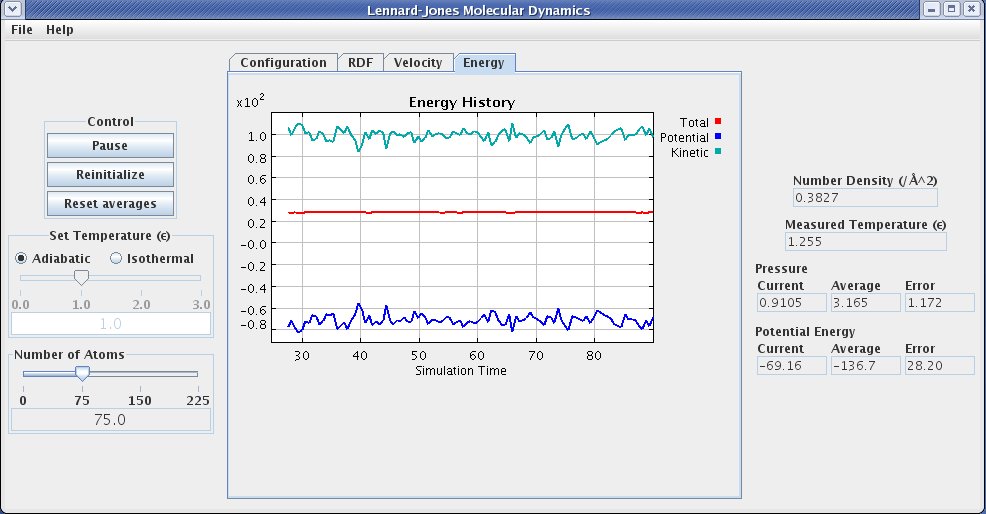 Lennard-Jones Molecular Dynamics
File Help
Configuration RDF Velocity Energy
Control
Pause
Reinitialize
Reset averages
Set Temperature (ϵ)
Adiabatic Isothermal
0.0 1.0 2.0 3.0
1.0
Number of Atoms
0 75 150 225
75.0
x10²
Energy History
1.0
0.8
0.6
0.4
0.2
-0.0
-0.2
-0.4
-0.6
-0.8
30 40 50 60 70 80
Simulation Time
Total
Potential
Kinetic
Number Density (/Å^2)
0.3827
Measured Temperature (ϵ)
1.255
Pressure
Current Average Error
0.9105 3.165 1.172
Potential Energy
Current Average Error
-69.16 -136.7 28.20